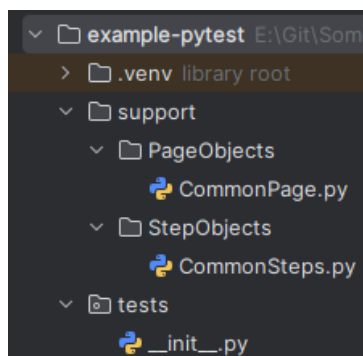 example-pytest E:\Git\Som
.venv library root
support
PageObjects
CommonPage.py
StepObjects
CommonSteps.py
tests
__init__.py